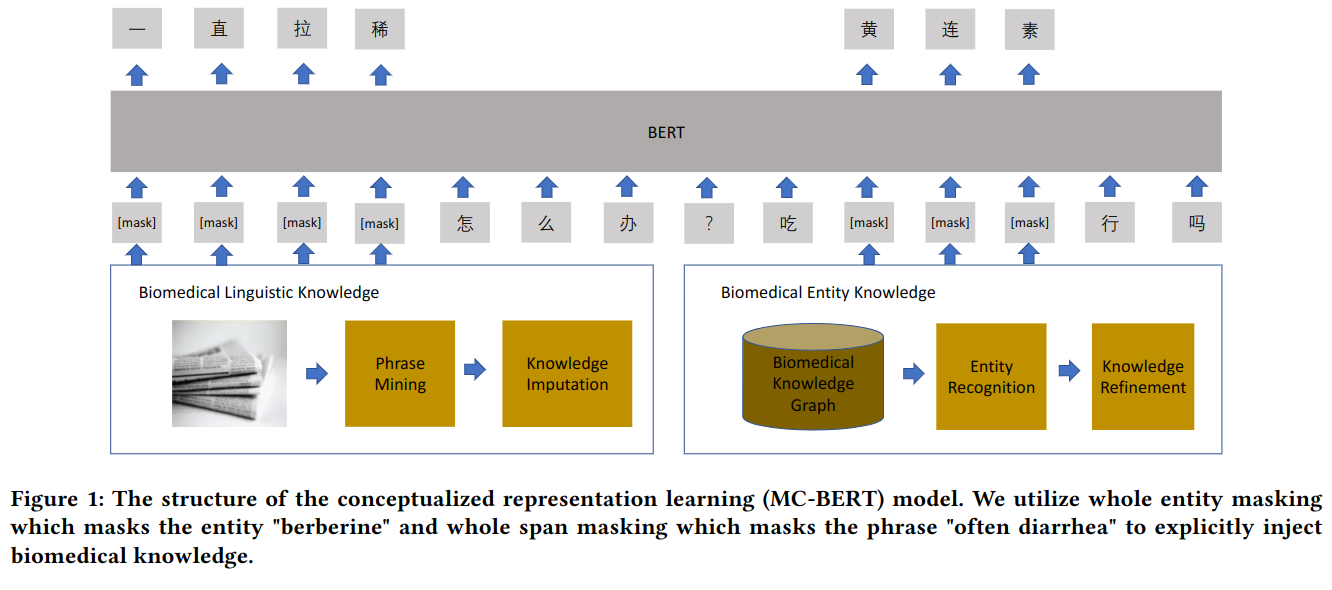 一 直 拉 稀 黄 连 素
BERT
[mask] [mask] [mask] [mask] 怎 么 办 ? 吃 [mask] [mask] [mask] 行 吗
Biomedical Linguistic Knowledge
Phrase
Mining
Knowledge
Imputation
Biomedical Entity Knowledge
Biomedical
Knowledge
Graph
Entity
Recognition
Knowledge
Refinement
Figure 1: The structure of the conceptualized representation learning (MC-BERT) model. We utilize whole entity masking
which masks the entity "berberine" and whole span masking which masks the phrase "often diarrhea" to explicitly inject
biomedical knowledge.